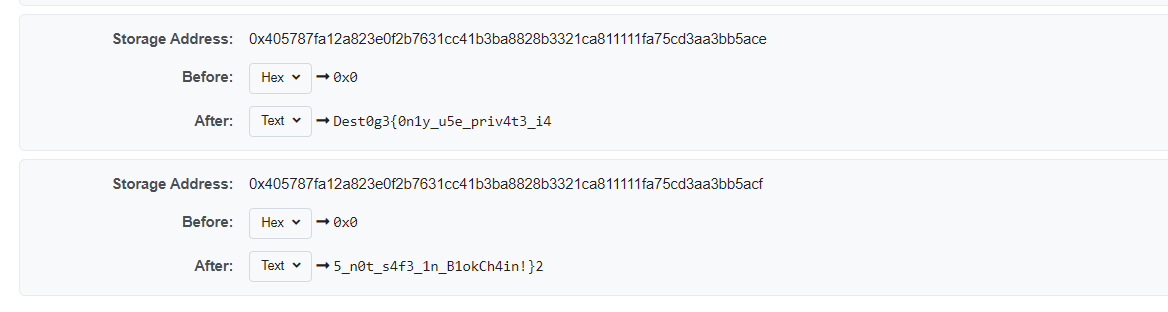 Storage Address: 0x405787fa12a823e0f2b7631cc41b3ba8828b3321ca811111fa75cd3aa3bb5ace
Before: Hex → 0x0
After: Text → Dest0g3{0n1y_u5e_priv4t3_i4
Storage Address: 0x405787fa12a823e0f2b7631cc41b3ba8828b3321ca811111fa75cd3aa3bb5acf
Before: Hex → 0x0
After: Text → 5_n0t_s4f3_1n_B1okCh4in!}2